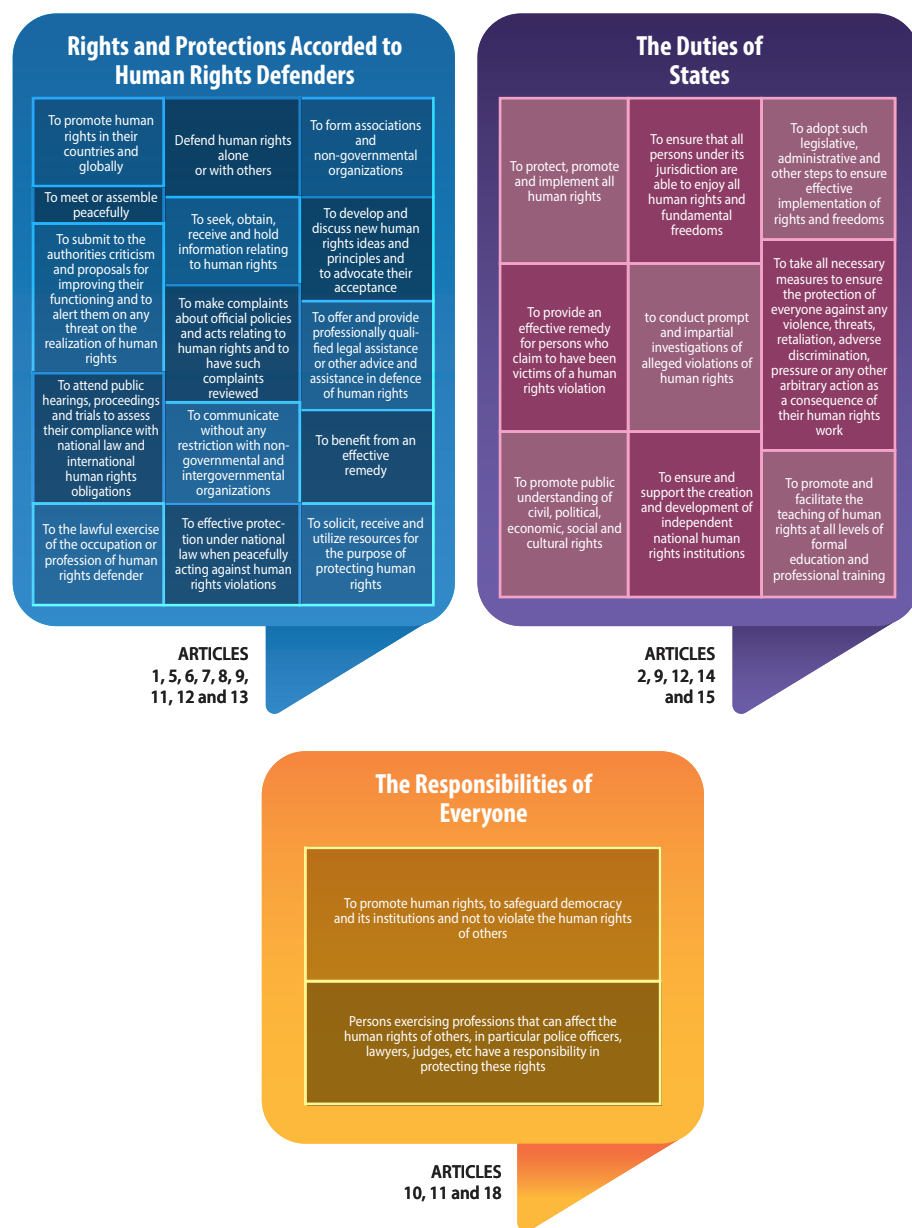 Rights and Protections Accorded to
Human Rights Defenders
To promote human
rights in their
countries and
globally
To meet or assemble
peacefully
To submit to the
authorities criticism
and proposals for
improving their
functioning and to
alert them on any
threat on the
realization of human
rights
To attend public
hearings, proceedings
and trials to assess
their compliance with
national law and
international
human rights
obligations
To the lawful exercise
of the occupation or
profession of human
rights defender
Defend human rights
alone
or with others
To seek, obtain,
receive and hold
information relating
to human rights
To make complaints
about official policies
and acts relating to
human rights and to
have such
complaints
reviewed
To communicate
without any
restriction with non-
governmental and
intergovernmental
organizations
To effective protec-
tion under national
law when peacefully
acting against human
rights violations
To form associations
and
non-governmental
organizations
To develop and
discuss new human
rights ideas and
principles and
to advocate their
acceptance
To offer and provide
professionally quali-
fied legal assistance
or other advice and
assistance in defence
of human rights
To benefit from an
effective
remedy
To solicit, receive and
utilize resources for
the purpose of
protecting human
rights
ARTICLES
1, 5, 6, 7, 8, 9,
11, 12 and 13
The Duties of
States
To protect, promote
and implement all
human rights
To provide an
effective remedy
for persons who
claim to have been
victims of a human
rights violation
To promote public
understanding of
civil, political,
economic, social and
cultural rights
To ensure that all
persons under its
jurisdiction are
able to enjoy all
human rights and
fundamental
freedoms
to conduct prompt
and impartial
investigations of
alleged violations of
human rights
To ensure and
support the creation
and development of
independent
national human
rights institutions
To adopt such
legislative,
administrative and
other steps to ensure
effective
implementation of
rights and freedoms
To take all necessary
measures to ensure
the protection of
everyone against any
violence, threats,
retaliation, adverse
discrimination,
pressure or any other
arbitrary action as
a consequence of
their human rights
work
To promote and
facilitate the
teaching of human
rights at all levels of
formal
education and
professional training
ARTICLES
2, 9, 12, 14
and 15
The Responsibilities of
Everyone
To promote human rights, to safeguard democracy
and its institutions and not to violate the human rights
of others
Persons exercising professions that can affect the
human rights of others, in particular police officers,
lawyers, judges, etc have a responsibility in
protecting these rights
ARTICLES
10, 11 and 18